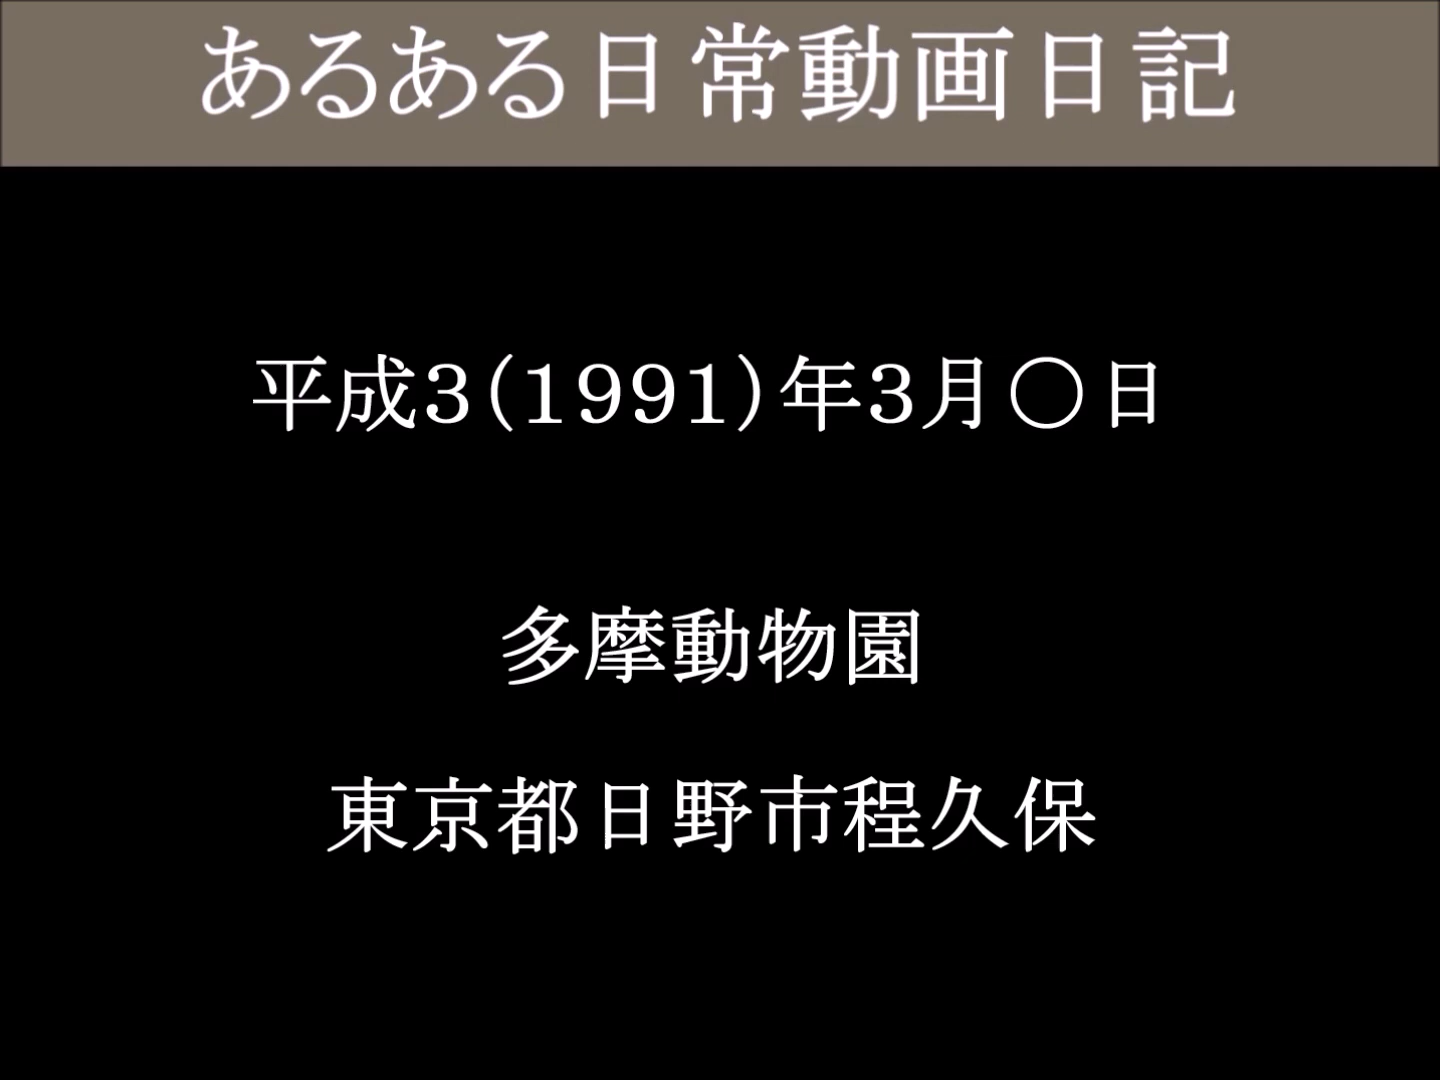 あるある日常動画日記
平成３（１９９１）年３月〇日
多摩動物園
東京都日野市程久保